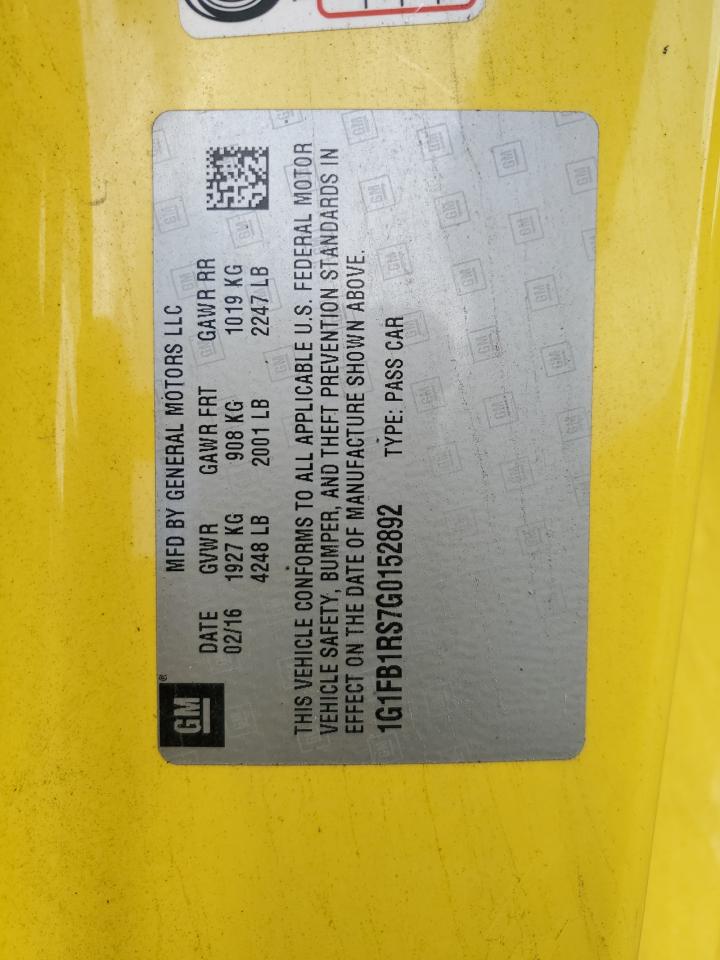 GM®
MFD BY GENERAL MOTORS LLC
DATE GVWR GAWR FRT GAWR RR
02/16 1927 KG 908 KG 1019 KG
4248 LB 2001 LB 2247 LB
THIS VEHICLE CONFORMS TO ALL APPLICABLE U.S. FEDERAL MOTOR
VEHICLE SAFETY, BUMPER, AND THEFT PREVENTION STANDARDS IN
EFFECT ON THE DATE OF MANUFACTURE SHOWN ABOVE.
1G1FB1RS7G0152892 TYPE: PASS CAR